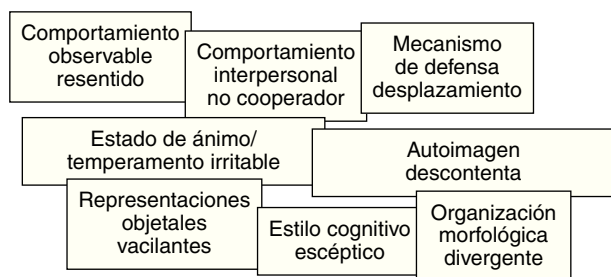 Comportamiento
observable
resentido
Comportamiento
interpersonal
no cooperador
Mecanismo
de defensa
desplazamiento
Estado de ánimo/
temperamento irritable
Autoimagen
descontenta
Representaciones
objetales
vacilantes
Estilo cognitivo
escéptico
Organización
morfológica
divergente